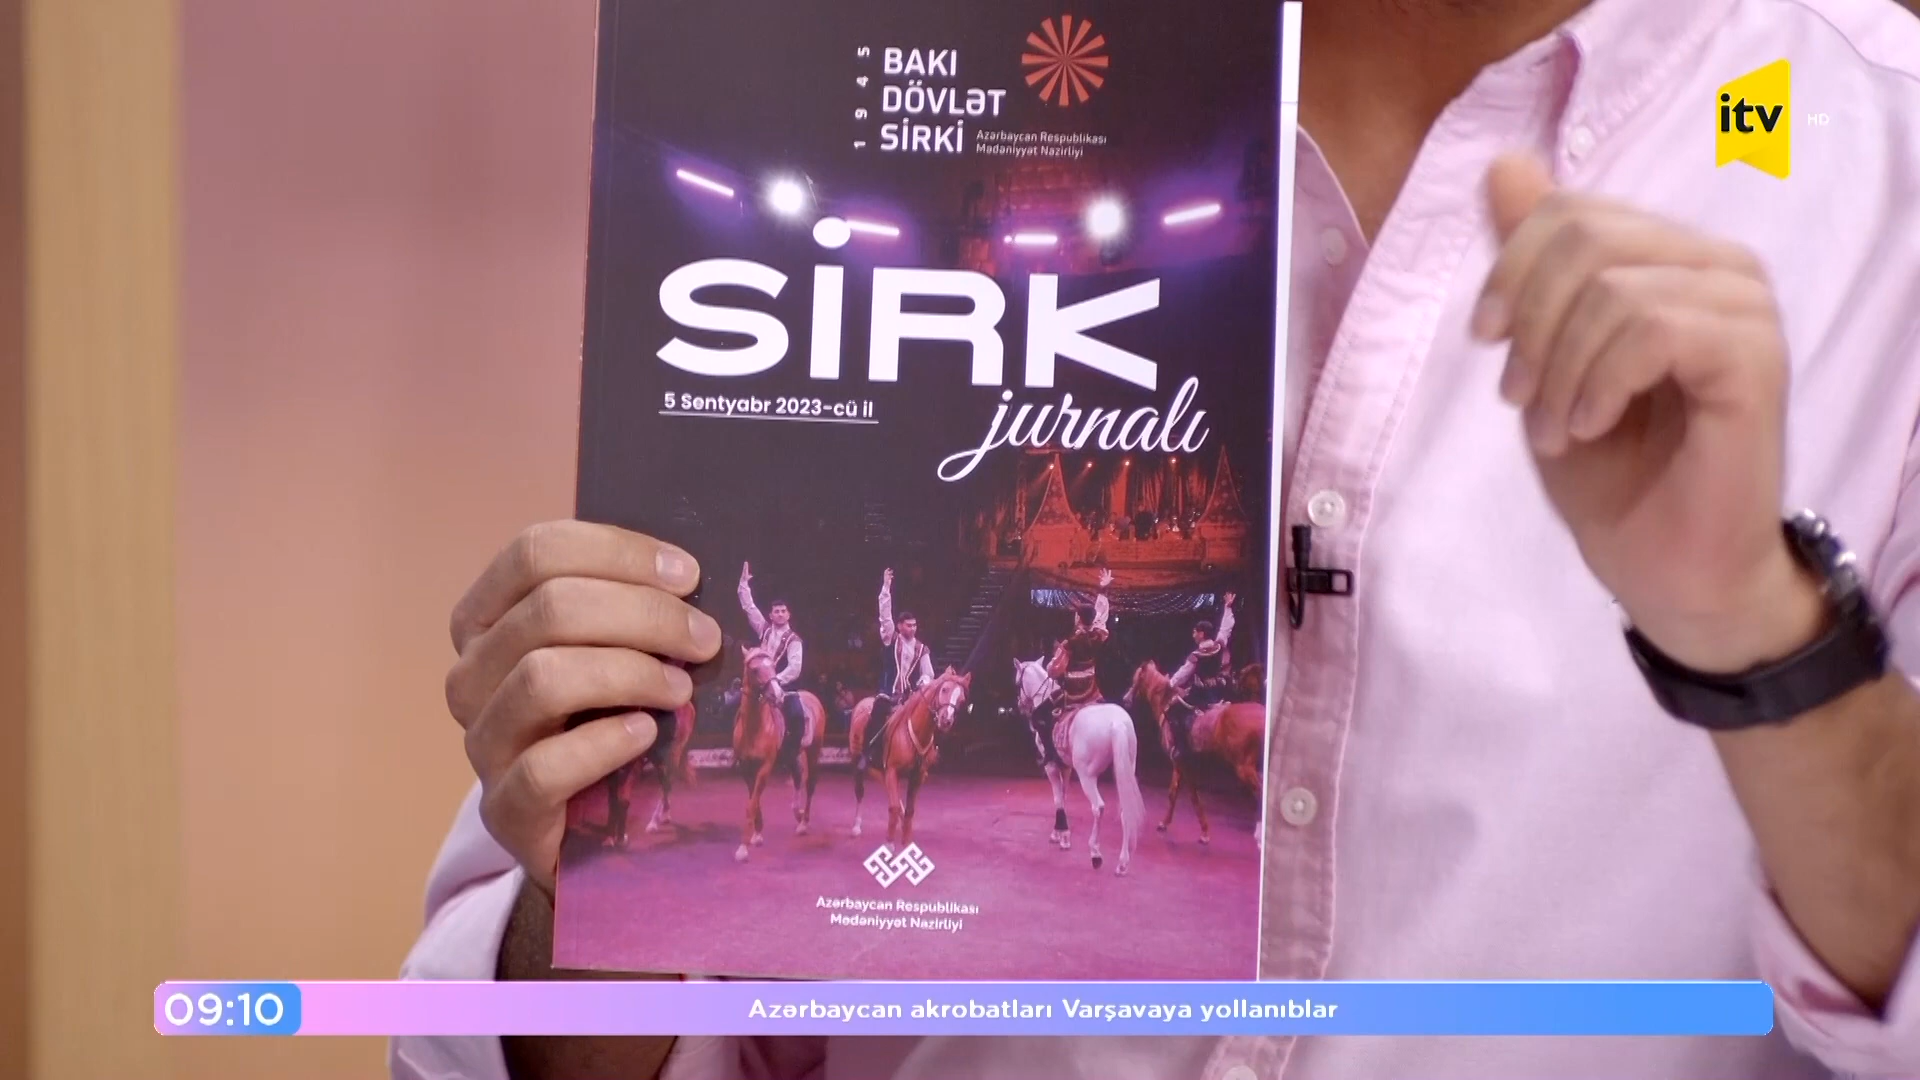 1945
BAKI
DÖVLƏT
SİRKİ
Azərbaycan Respublikası
Mədəniyyət Nazirliyi
itv HD
SİRK
jurnalı
5 Sentyabr 2023-cü il
Azərbaycan Respublikası
Mədəniyyət Nazirliyi
09:10 Azərbaycan akrobatları Varşavaya yollanıblar